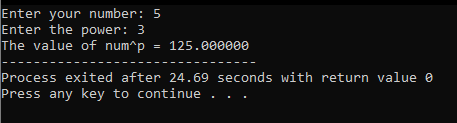 Enter your number: 5
Enter the power: 3
The value of num^p = 125.000000
--------------------------------
Process exited after 24.69 seconds with return value 0
Press any key to continue . . .